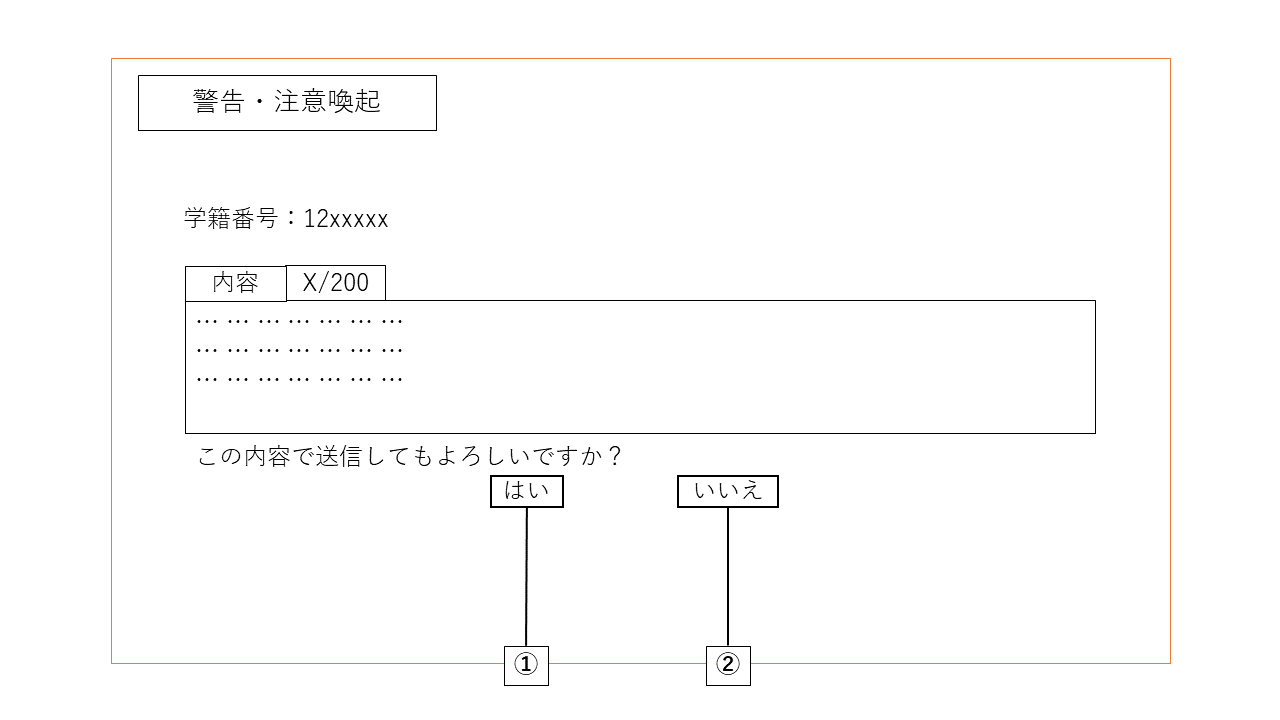 警告・注意喚起
学籍番号：12xxxxx
内容
X/200
… … … … … … …
… … … … … … …
… … … … … … …
この内容で送信してもよろしいですか？
はい
いいえ
①
②